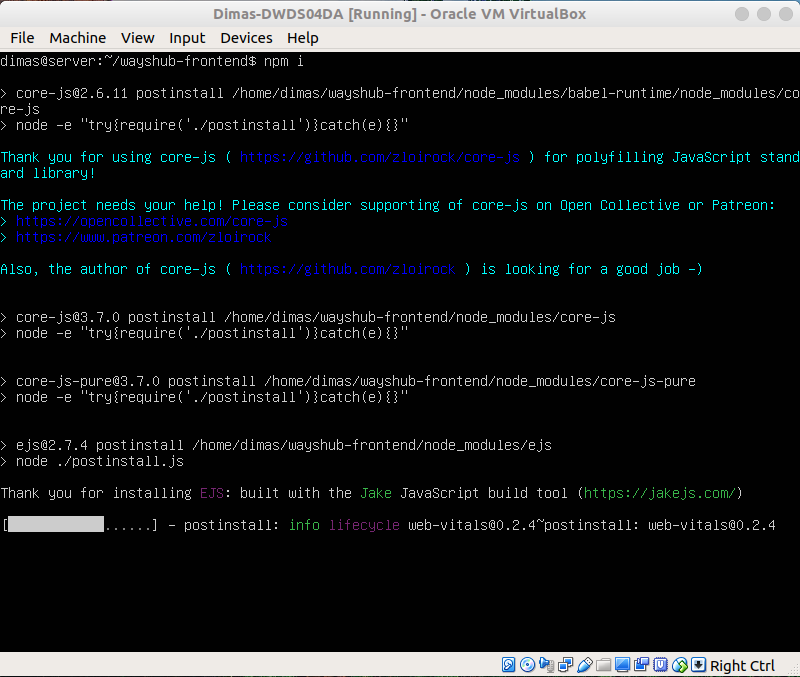 Dimas-DWDS04DA [Running] - Oracle VM VirtualBox
File Machine View Input Devices Help
dimas@server:~/wayshub-frontend$ npm i
> core-js@2.6.11 postinstall /home/dimas/wayshub-frontend/node_modules/babel-runtime/node_modules/co
re-js
> node -e "try{require('./postinstall')}catch(e){}"
Thank you for using core-js ( https://github.com/zloirock/core-js ) for polyfilling JavaScript stand
ard library!
The project needs your help! Please consider supporting of core-js on Open Collective or Patreon:
> https://opencollective.com/core-js
> https://www.patreon.com/zloirock
Also, the author of core-js ( https://github.com/zloirock ) is looking for a good job -)
> core-js@3.7.0 postinstall /home/dimas/wayshub-frontend/node_modules/core-js
> node -e "try{require('./postinstall')}catch(e){}"
> core-js-pure@3.7.0 postinstall /home/dimas/wayshub-frontend/node_modules/core-js-pure
> node -e "try{require('./postinstall')}catch(e){}"
> ejs@2.7.4 postinstall /home/dimas/wayshub-frontend/node_modules/ejs
> node ./postinstall.js
Thank you for installing EJS: built with the Jake JavaScript build tool (https://jakejs.com/)
[............] - postinstall: info lifecycle web-vitals@0.2.4~postinstall: web-vitals@0.2.4
Right Ctrl